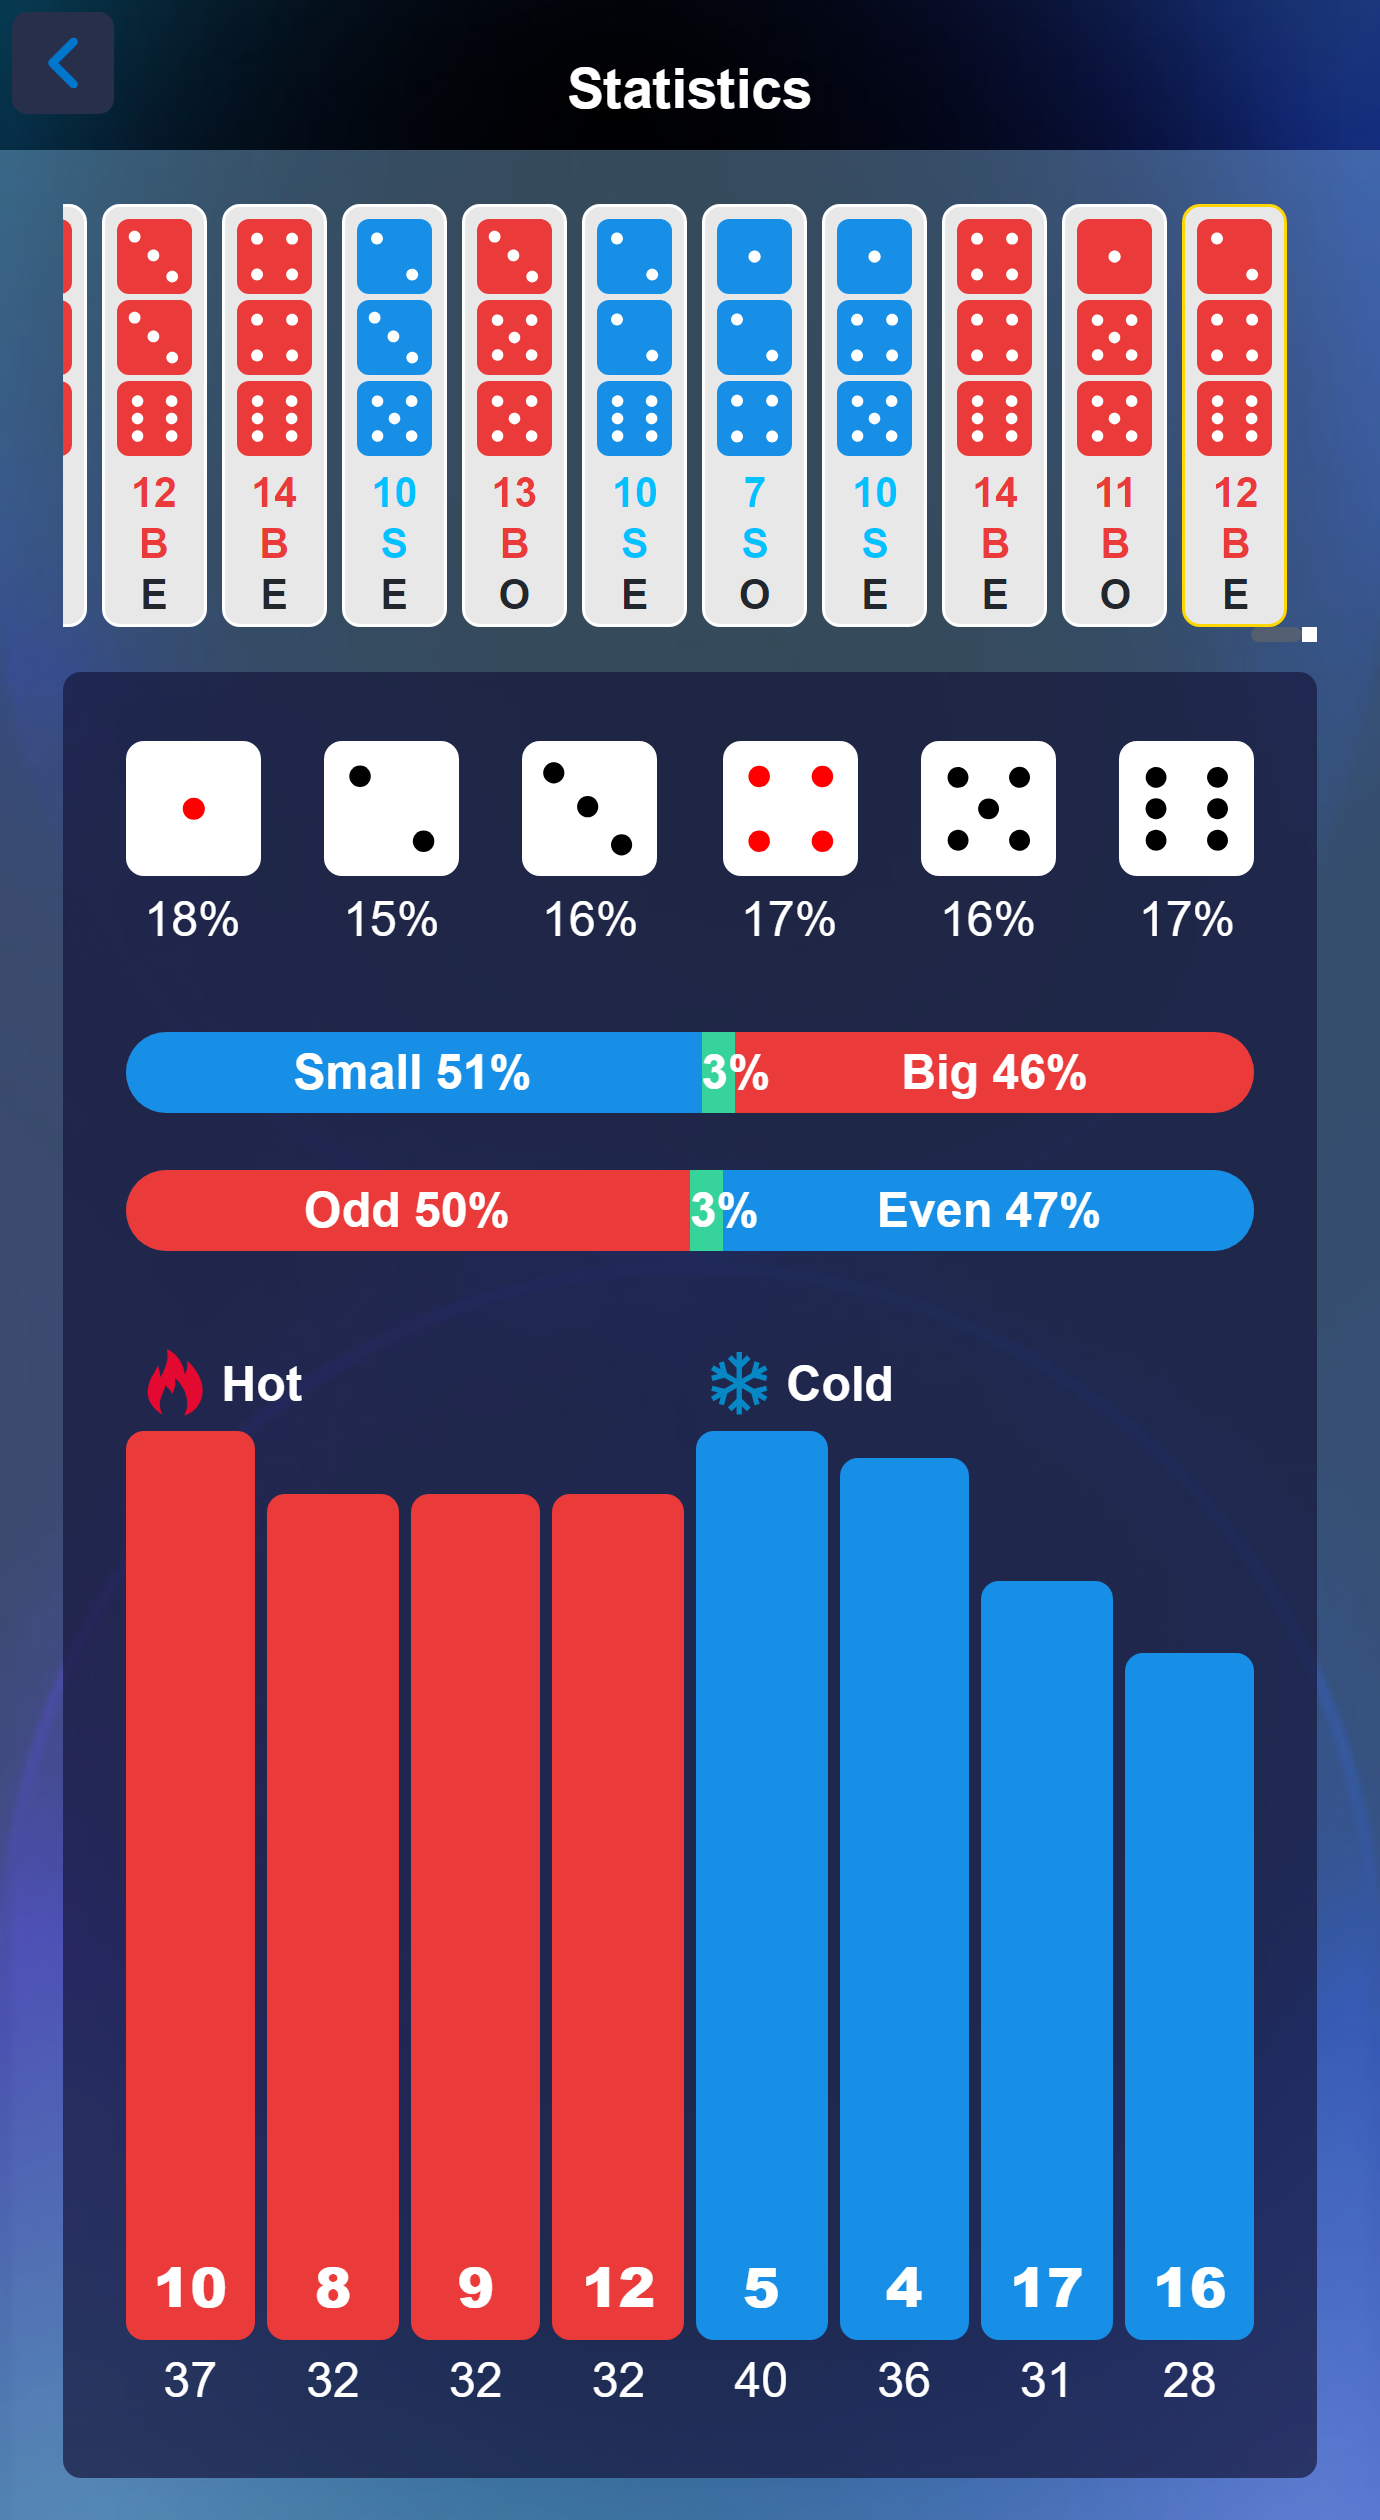 Statistics
12 14 10 13 10 7 10 14 11 12
B B S B S S S B B B
E E E O E O E E O E
18% 15% 16% 17% 16% 17%
Small 51% 3% Big 46%
Odd 50% 3% Even 47%
Hot Cold
10 8 9 12 5 4 17 16
37 32 32 32 40 36 31 28